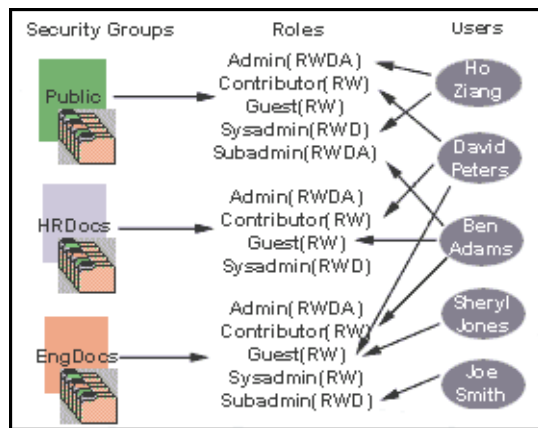 Security Groups
Roles
Users
Public
Admin(RWDA)
Contributor(RW)
Guest(RW)
Sysadmin(RWD)
Subadmin(RWDA)
HRDocs
Admin(RWDA)
Contributor(RW)
Guest(RW)
Sysadmin(RWD)
EngDocs
Admin(RWDA)
Contributor(RW)
Guest(RW)
Sysadmin(RW)
Subadmin(RWD)
Ho
Ziang
David
Peters
Ben
Adams
Sheryl
Jones
Joe
Smith